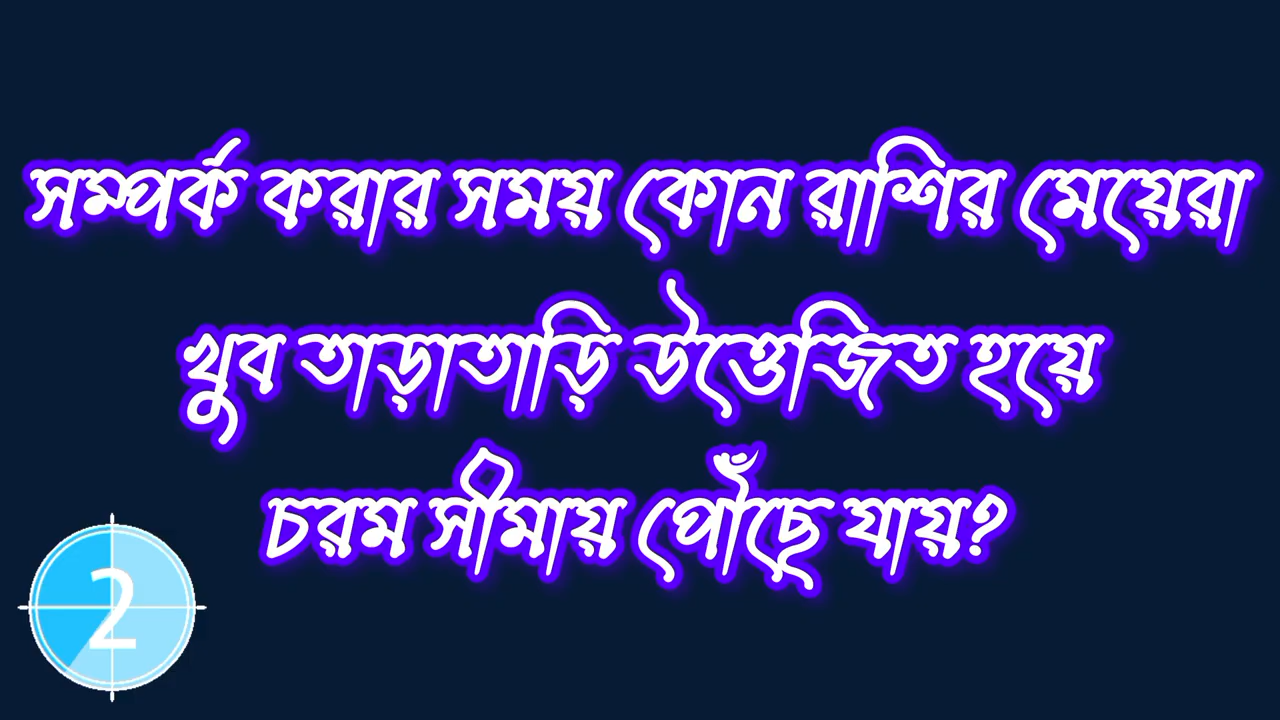 সম্পর্ক করার সময় কোন রাশির মেয়েরা
খুব তাড়াতাড়ি উত্তেজিত হয়ে
চরম সীমায় পৌঁছে যায়?
2